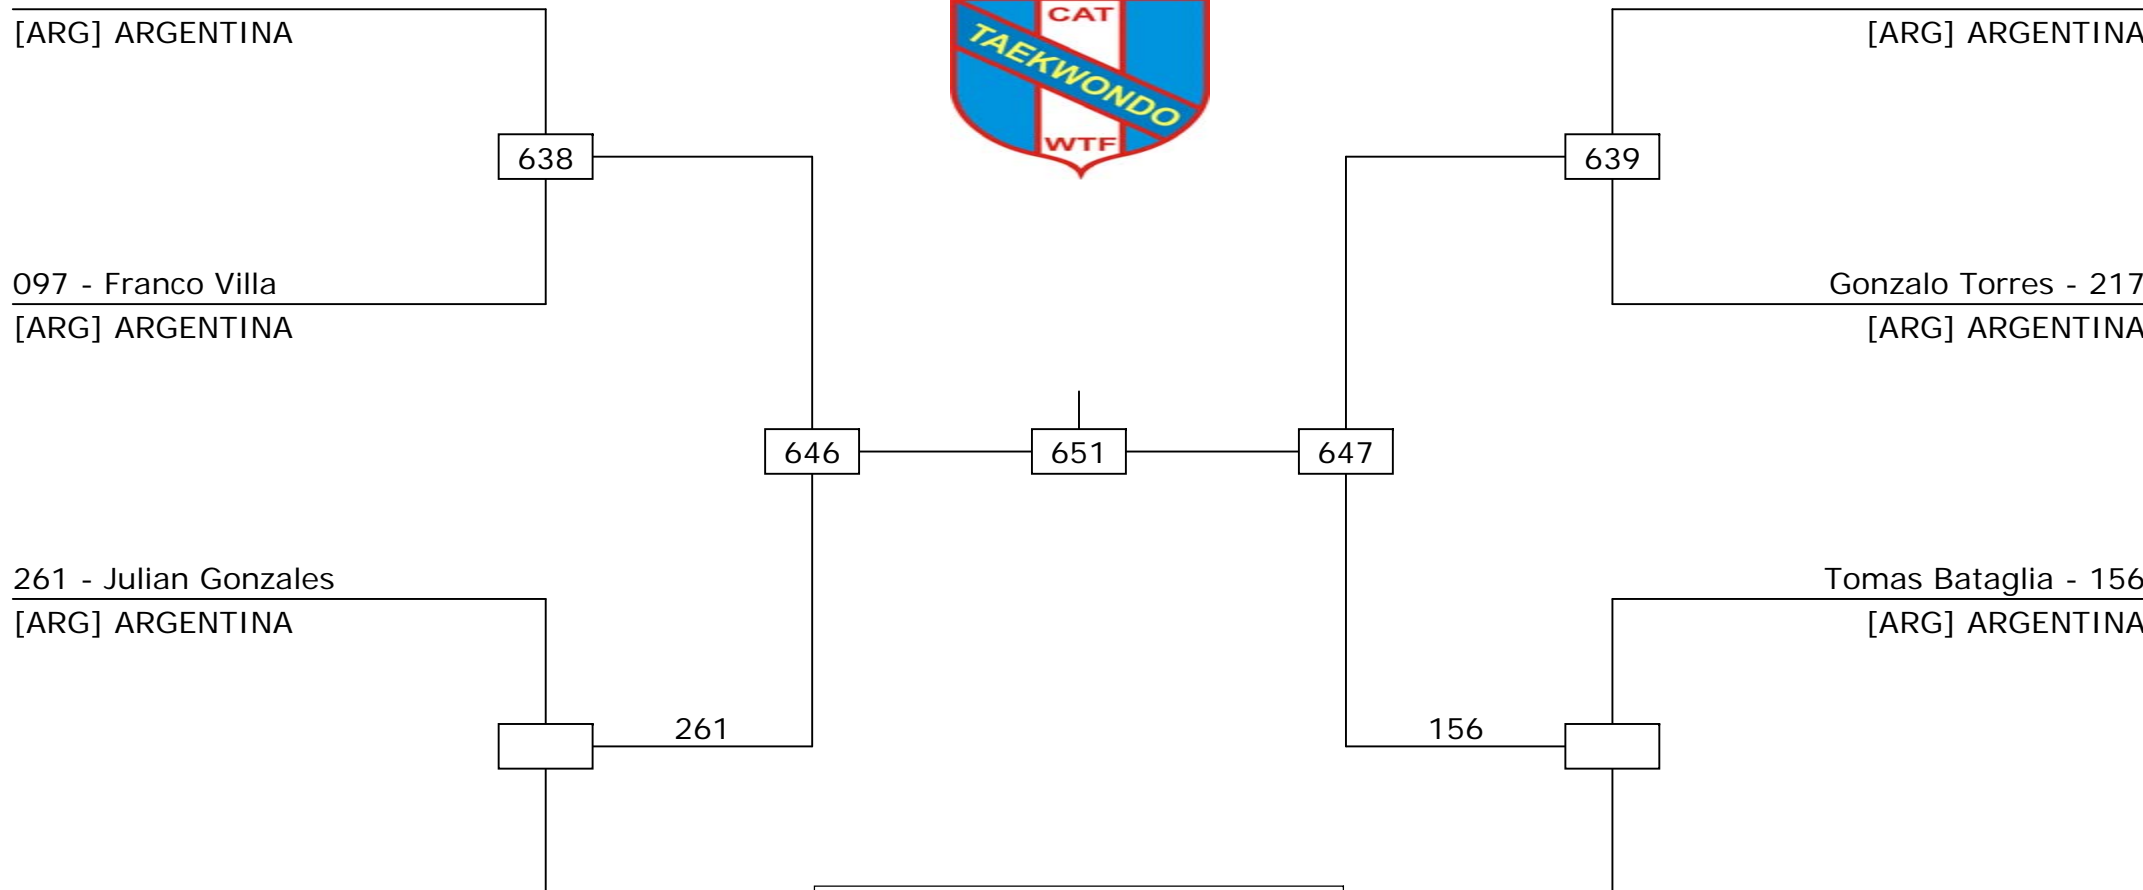 [ARG] ARGENTINA
CAT
TAEKWONDO
WTF
[ARG] ARGENTINA
638
639
097 - Franco Villa
[ARG] ARGENTINA
Gonzalo Torres - 217
[ARG] ARGENTINA
646
651
647
261 - Julian Gonzales
[ARG] ARGENTINA
Tomas Bataglia - 156
[ARG] ARGENTINA
261
156